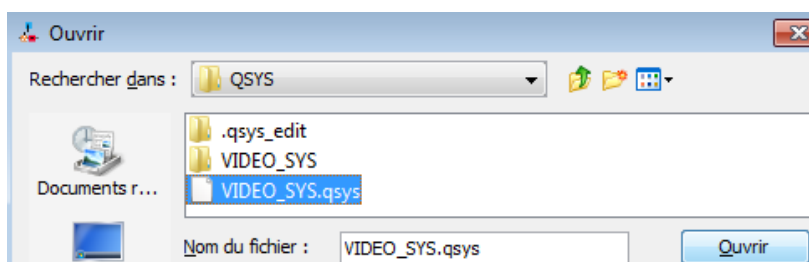 Ouvrir
Rechercher dans : QSYS
.qsys_edit
VIDEO_SYS
VIDEO_SYS.qsys
Documents r...
Nom du fichier : VIDEO_SYS.qsys Ouvrir